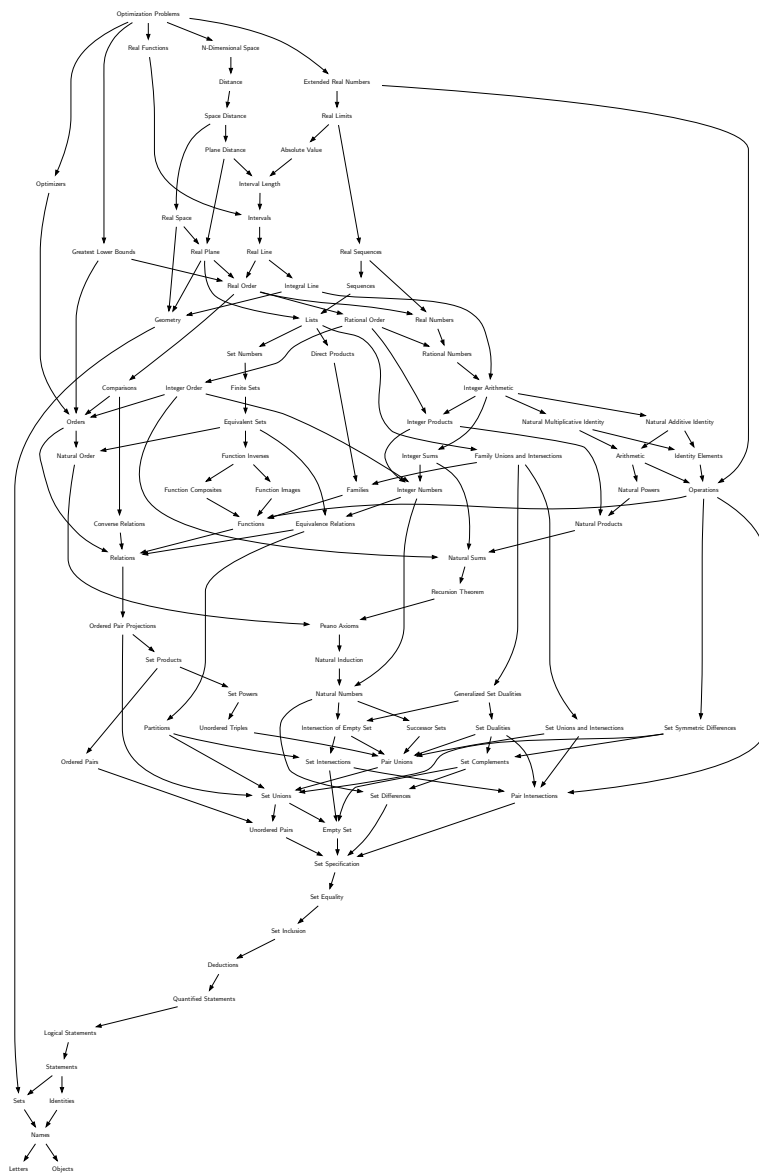 Optimization Problems
Real Functions
N-Dimensional Space
Distance
Extended Real Numbers
Space Distance
Real Limits
Plane Distance
Absolute Value
Optimizers
Interval Length
Real Space
Intervals
Greatest Lower Bounds
Real Plane
Real Line
Real Sequences
Real Order
Integral Line
Sequences
Geometry
Lists
Rational Order
Real Numbers
Set Numbers
Direct Products
Rational Numbers
Comparisons
Integer Order
Finite Sets
Integer Arithmetic
Orders
Equivalent Sets
Integer Products
Natural Multiplicative Identity
Natural Additive Identity
Natural Order
Function Inverses
Integer Sums
Family Unions and Intersections
Arithmetic
Identity Elements
Function Composites
Function Images
Families
Integer Numbers
Natural Powers
Operations
Converse Relations
Functions
Equivalence Relations
Natural Products
Relations
Natural Sums
Recursion Theorem
Ordered Pair Projections
Peano Axioms
Set Products
Natural Induction
Set Powers
Natural Numbers
Generalized Set Dualities
Partitions
Unordered Triples
Intersection of Empty Set
Successor Sets
Set Dualities
Set Unions and Intersections
Set Symmetric Differences
Ordered Pairs
Set Intersections
Pair Unions
Set Complements
Set Unions
Set Differences
Pair Intersections
Unordered Pairs
Empty Set
Set Specification
Set Equality
Set Inclusion
Deductions
Quantified Statements
Logical Statements
Statements
Sets
Identities
Names
Letters
Objects